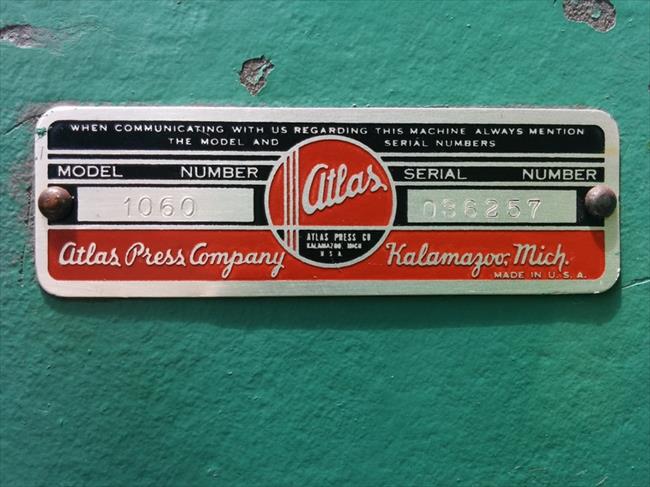 WHEN COMMUNICATING WITH US REGARDING THIS MACHINE ALWAYS MENTION
THE MODEL AND SERIAL NUMBERS
MODEL NUMBER
1060
Atlas
ATLAS PRESS CO
KALAMAZOO MICH
U S A
SERIAL NUMBER
036257
Atlas Press Company
Kalamazoo, Mich.
MADE IN U.S.A.